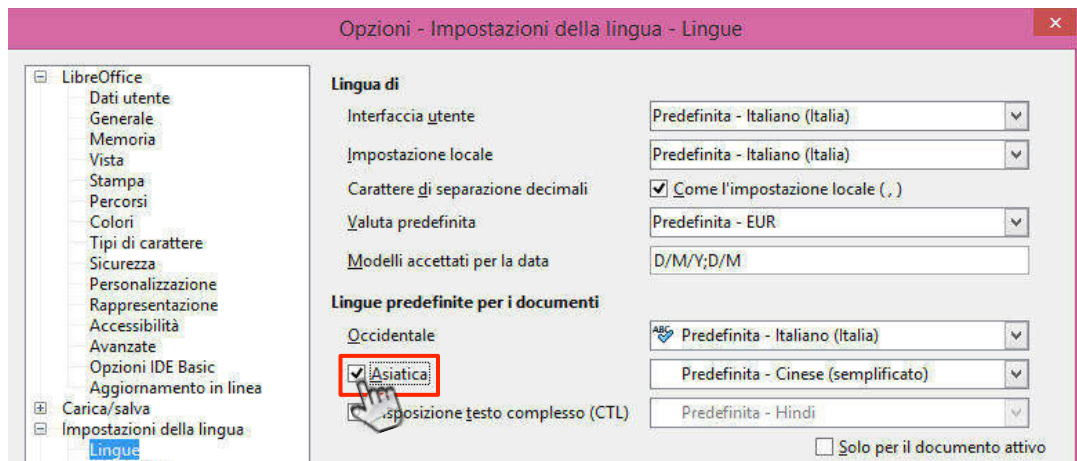 Opzioni - Impostazioni della lingua - Lingue
LibreOffice
Dati utente
Generale
Memoria
Vista
Stampa
Percorsi
Colori
Tipi di carattere
Sicurezza
Personalizzazione
Rappresentazione
Accessibilità
Avanzate
Opzioni IDE Basic
Aggiornamento in linea
Carica/salva
Impostazioni della lingua
Lingue
Lingua di
Interfaccia utente Predefinita - Italiano (Italia)
Impostazione locale Predefinita - Italiano (Italia)
Carattere di separazione decimali Come l'impostazione locale ( , )
Valuta predefinita Predefinita - EUR
Modelli accettati per la data D/M/Y;D/M
Lingue predefinite per i documenti
Occidentale ABC Predefinita - Italiano (Italia)
Asiatica Predefinita - Cinese (semplificato)
testo complesso (CTL) Predefinita - Hindi
Solo per il documento attivo